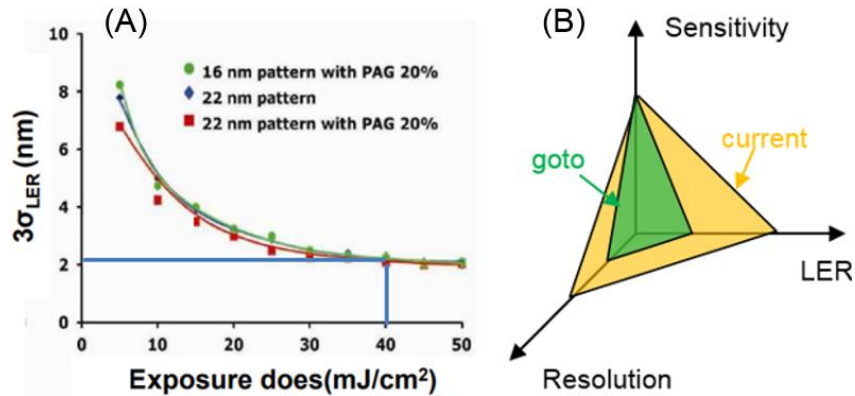 (A)
(B)
10
8
6
4
2
0
3σLER (nm)
16 nm pattern with PAG 20%
22 nm pattern
22 nm pattern with PAG 20%
0 10 20 30 40 50
Exposure does(mJ/cm²)
Sensitivity
current
goto
LER
Resolution